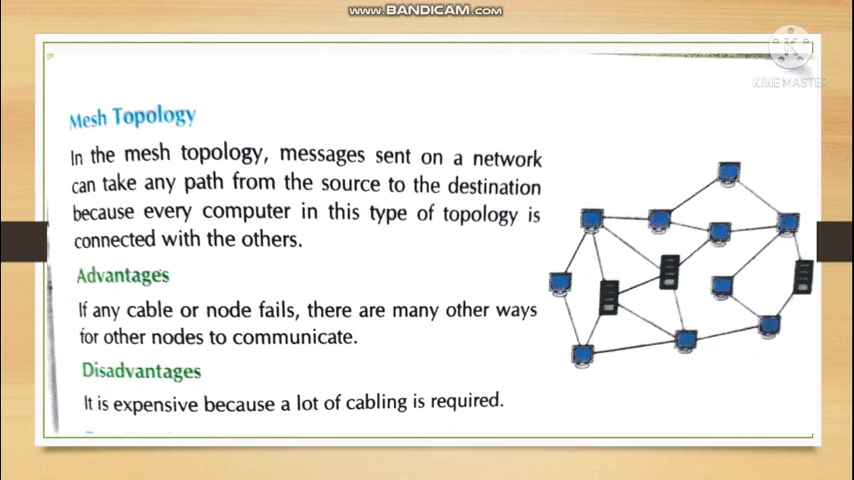 www.BANDICAM.com
K
KINEMASTER
Mesh Topology
In the mesh topology, messages sent on a network
can take any path from the source to the destination
because every computer in this type of topology is
connected with the others.
Advantages
If any cable or node fails, there are many other ways
for other nodes to communicate.
Disadvantages
It is expensive because a lot of cabling is required.